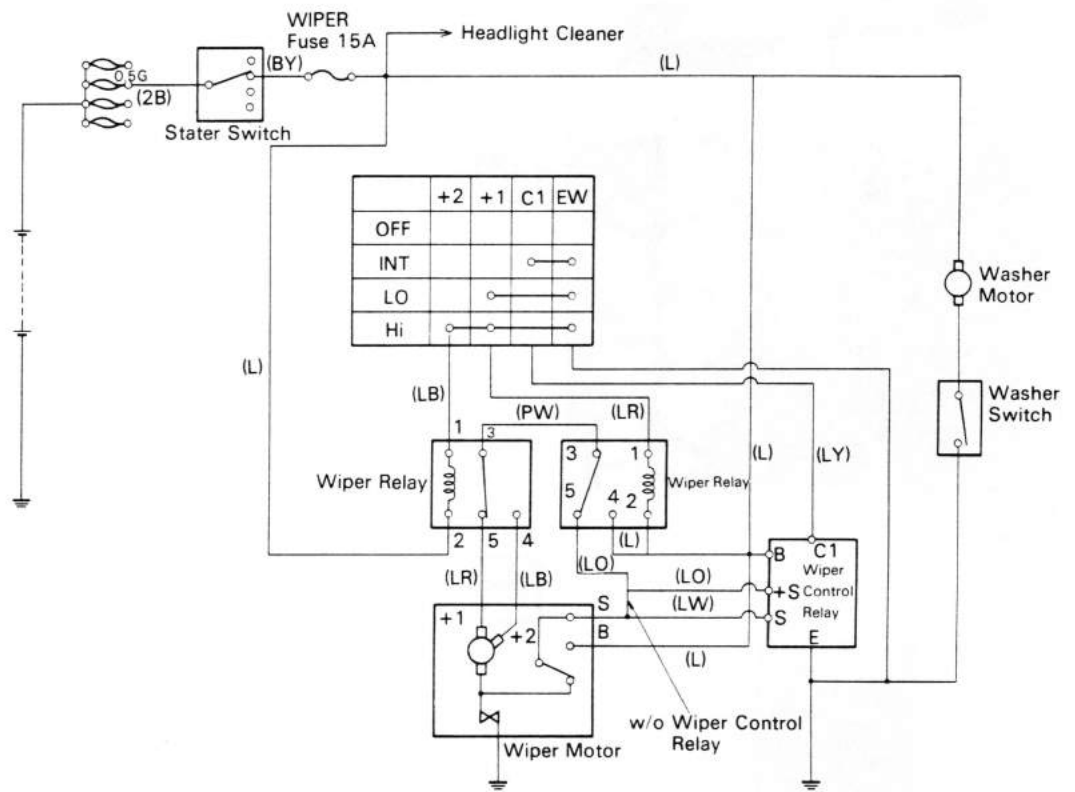 WIPER
Fuse 15A
Headlight Cleaner
(BY)
(L)
0.5G
(2B)
Stater Switch
+2 +1 C1 EW
OFF
INT
LO
Hi
Washer
Motor
(L)
(LB)
(PW)
(LR)
Washer
Switch
(L)
(LY)
1 3
3 1
Wiper Relay
5 4 2
Wiper Relay
2 5 4
(L)
(LO)
(LR)
(LB)
B C1
Wiper
Control
Relay
+S
S
E
(LO)
(LW)
+1
+2
S
B
(L)
w/o Wiper Control
Relay
Wiper Motor